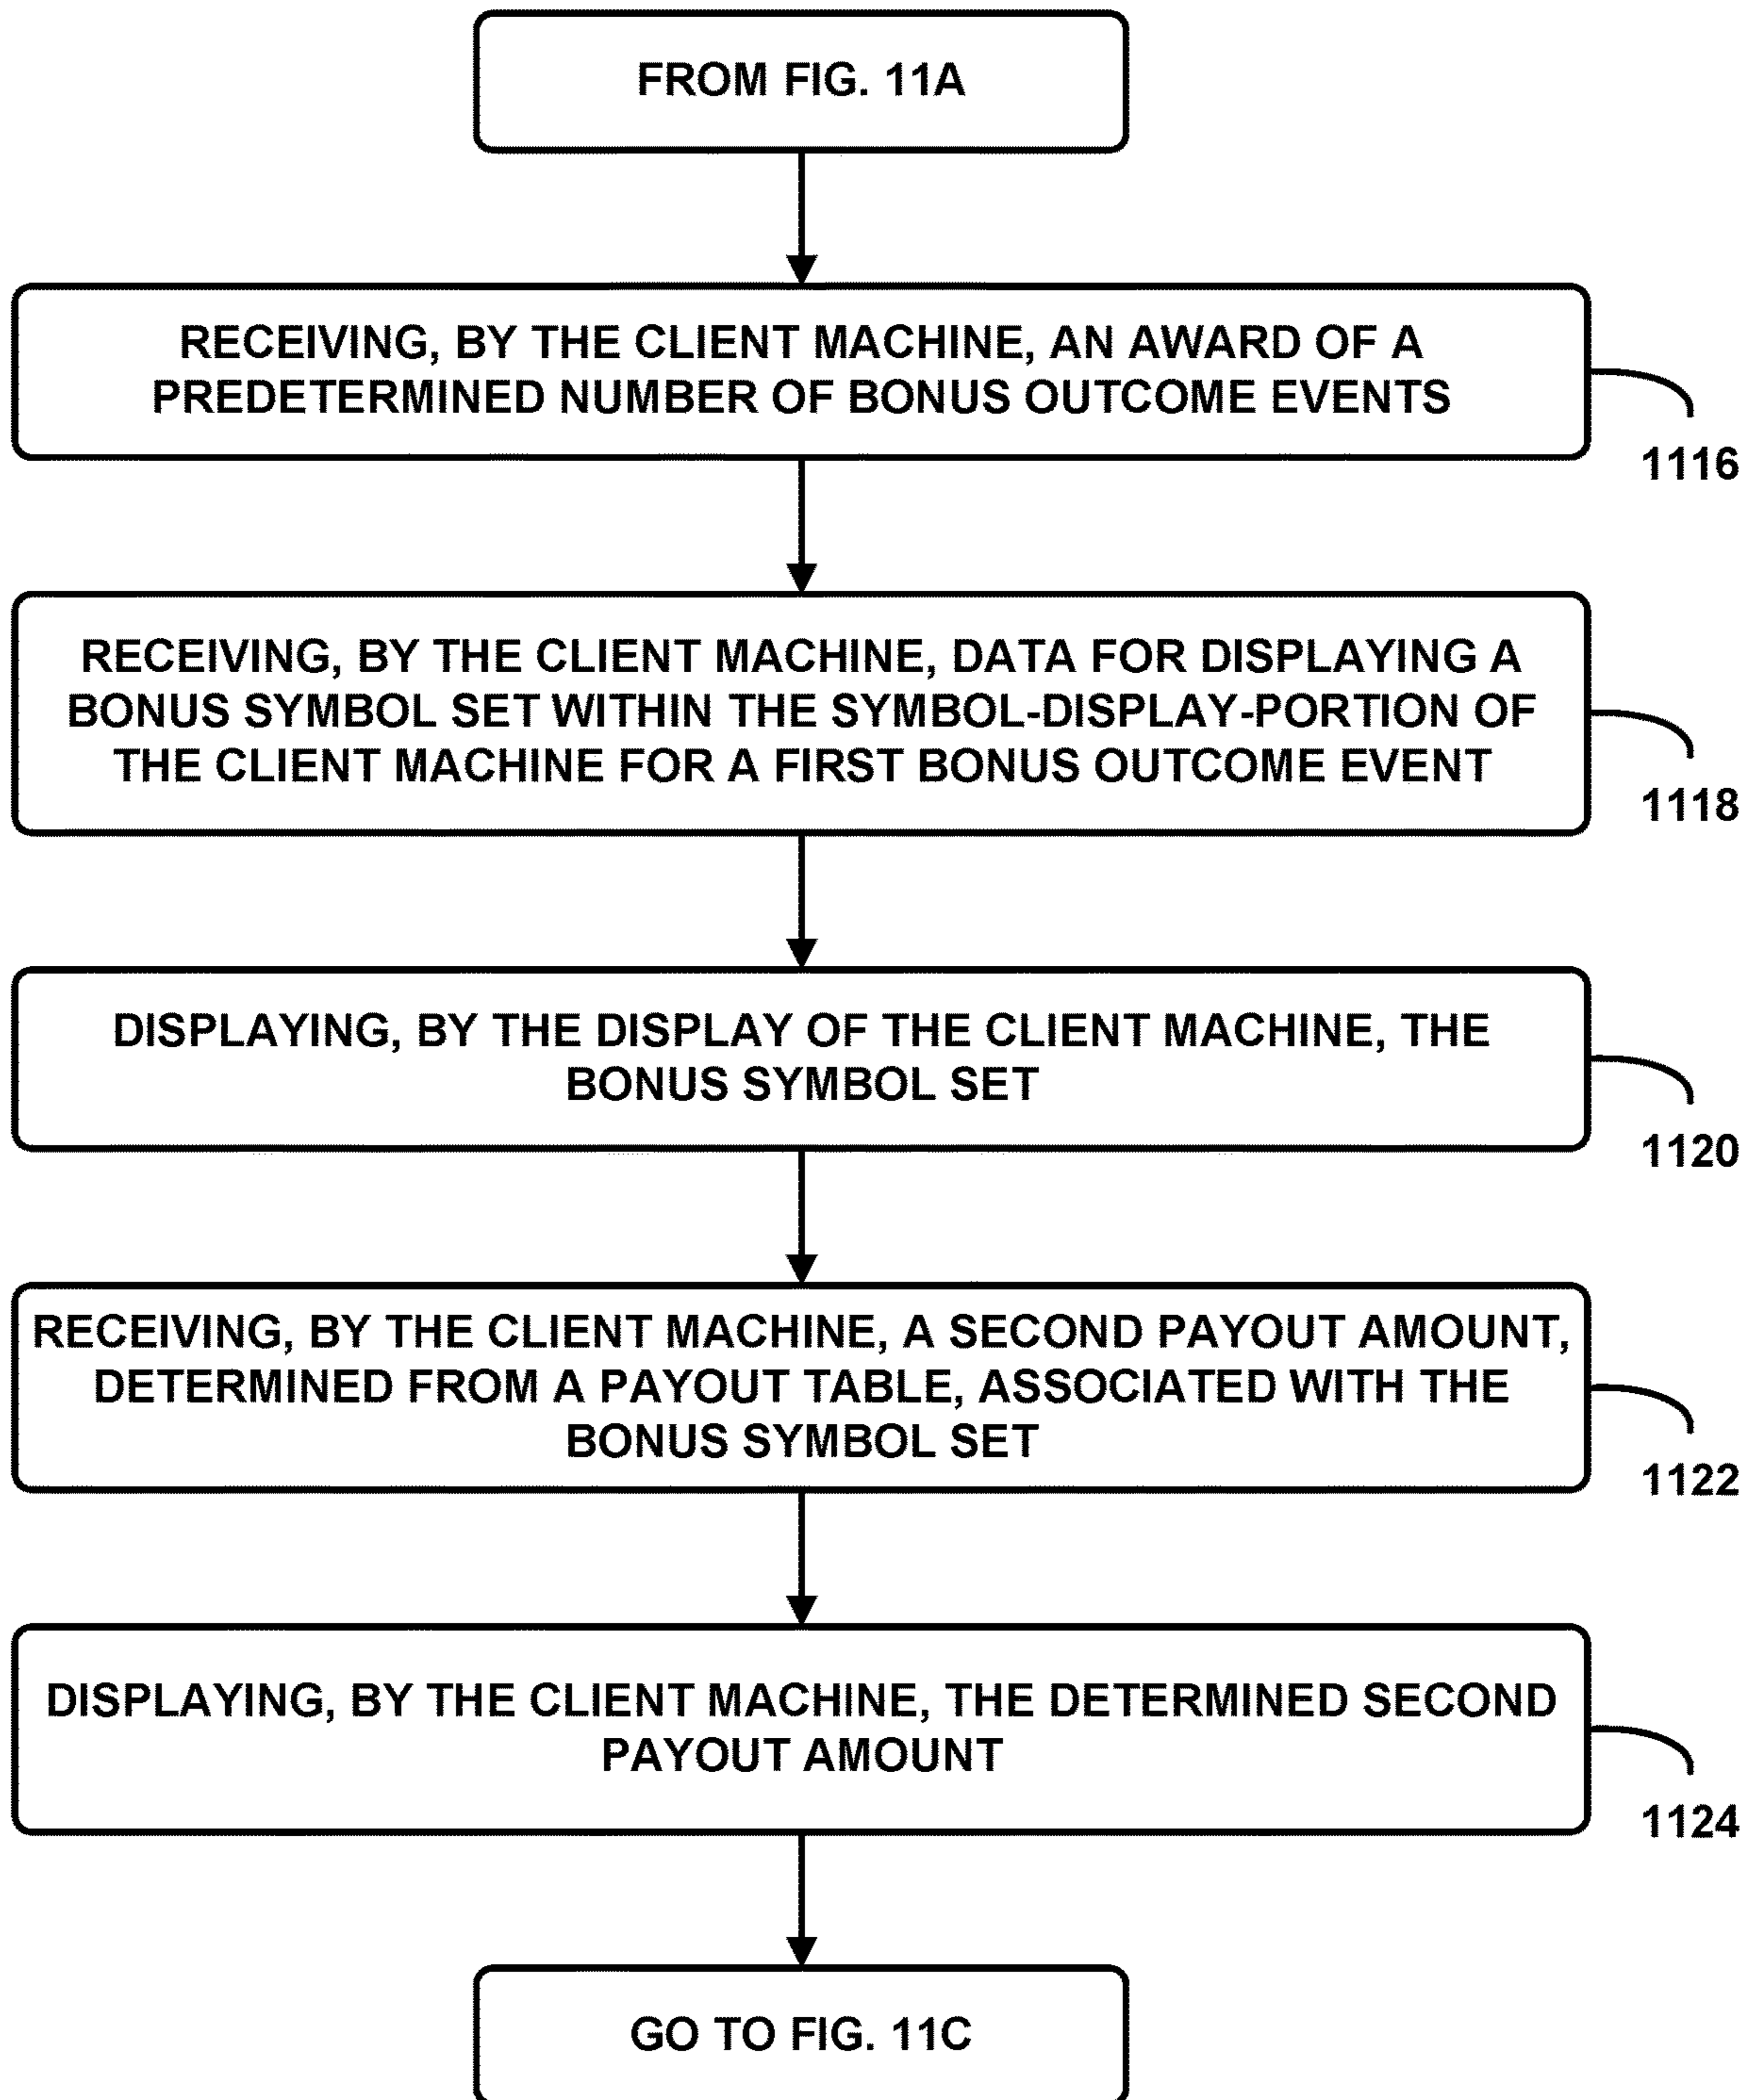 FROM FIG. 11A
RECEIVING, BY THE CLIENT MACHINE, AN AWARD OF A
PREDETERMINED NUMBER OF BONUS OUTCOME EVENTS
1116
RECEIVING, BY THE CLIENT MACHINE, DATA FOR DISPLAYING A
BONUS SYMBOL SET WITHIN THE SYMBOL-DISPLAY-PORTION OF
THE CLIENT MACHINE FOR A FIRST BONUS OUTCOME EVENT
1118
DISPLAYING, BY THE DISPLAY OF THE CLIENT MACHINE, THE
BONUS SYMBOL SET
1120
RECEIVING, BY THE CLIENT MACHINE, A SECOND PAYOUT AMOUNT,
DETERMINED FROM A PAYOUT TABLE, ASSOCIATED WITH THE
BONUS SYMBOL SET
1122
DISPLAYING, BY THE CLIENT MACHINE, THE DETERMINED SECOND
PAYOUT AMOUNT
1124
GO TO FIG. 11C